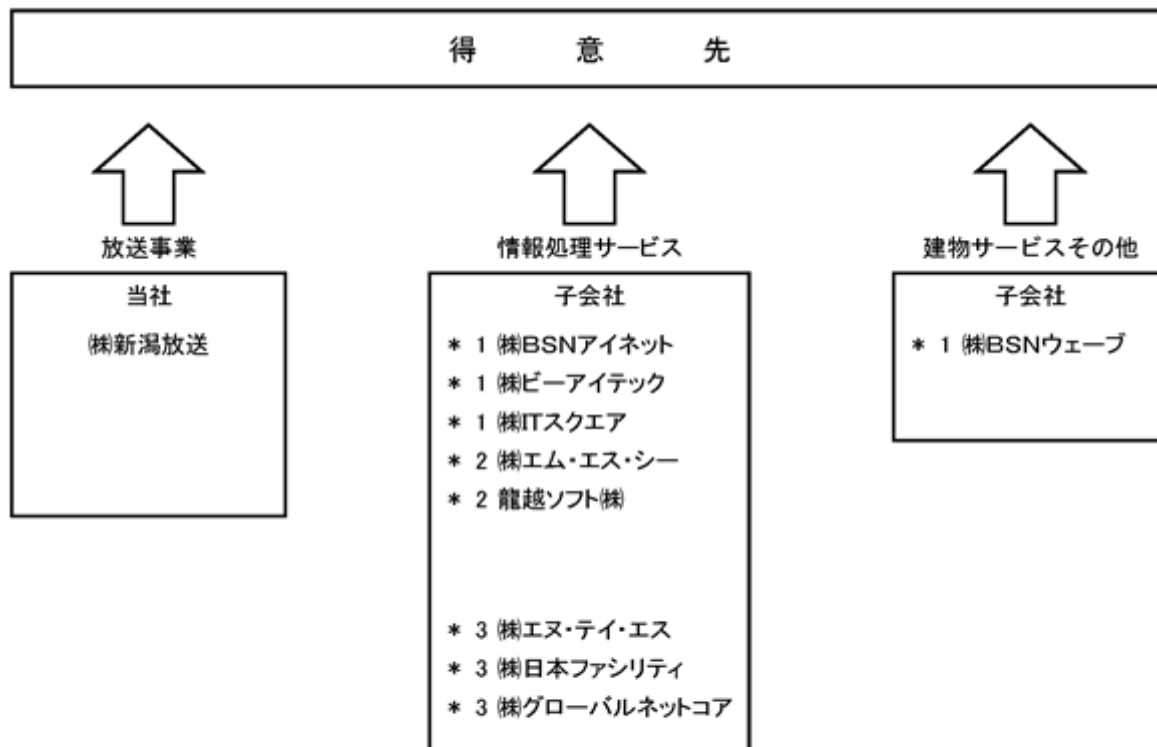 得意先
放送事業
当社
㈱新潟放送
情報処理サービス
子会社
* 1 ㈱BSNアイネット
* 1 ㈱ビーアイテック
* 1 ㈱ITスクエア
* 2 ㈱エム・エス・シー
* 2 龍越ソフト㈱
* 3 ㈱エヌ・テイ・エス
* 3 ㈱日本ファシリティ
* 3 ㈱グローバルネットコア
建物サービスその他
子会社
* 1 ㈱BSNウェーブ